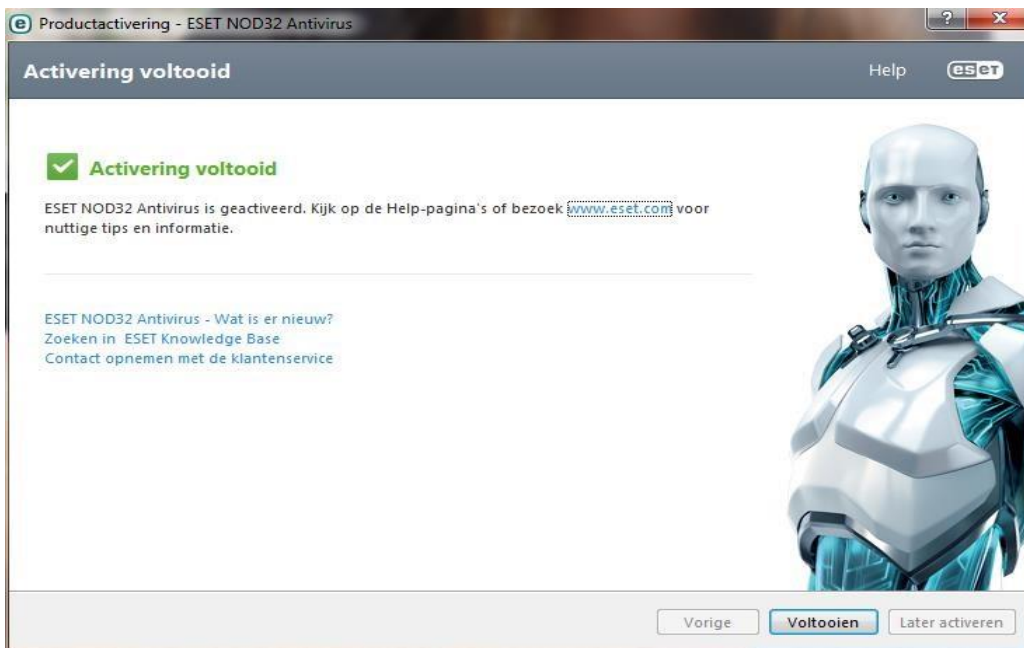 Productactivering - ESET NOD32 Antivirus
Activering voltooid
Help
eseT
Activering voltooid
ESET NOD32 Antivirus is geactiveerd. Kijk op de Help-pagina's of bezoek www.eset.com voor
nuttige tips en informatie.
ESET NOD32 Antivirus - Wat is er nieuw?
Zoeken in ESET Knowledge Base
Contact opnemen met de klantenservice
Vorige
Voltooien
Later activeren